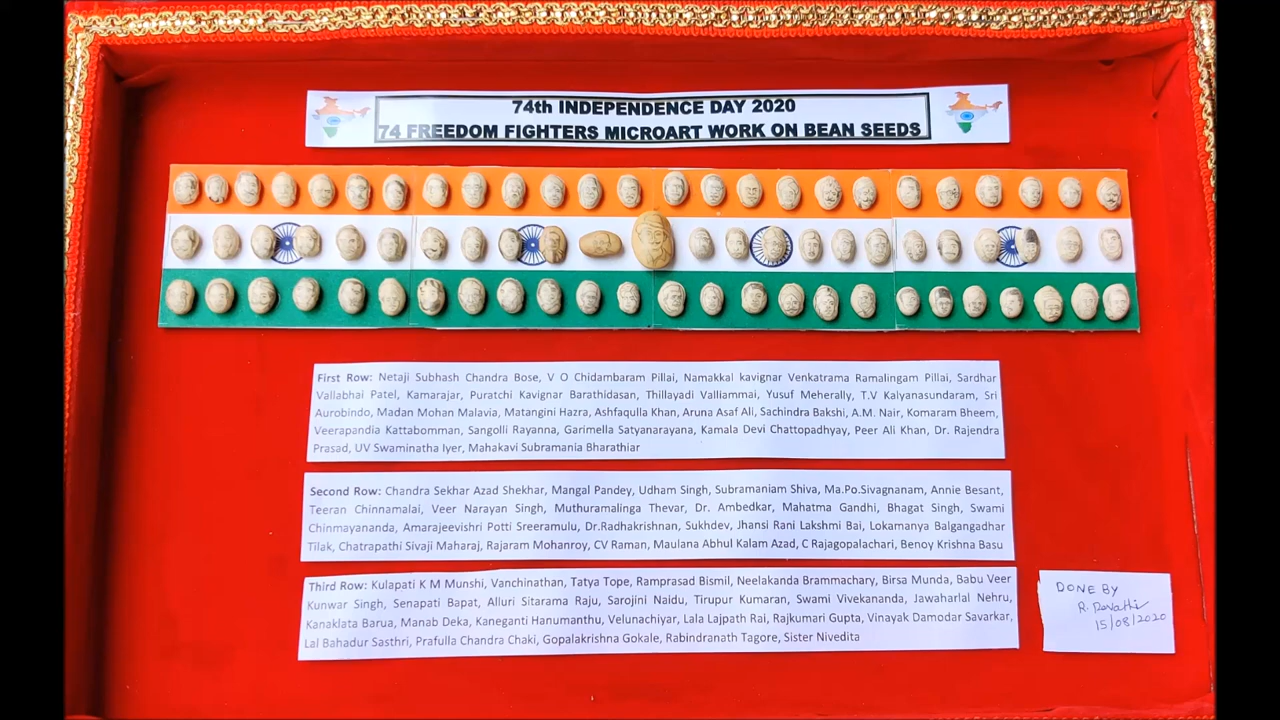 74th INDEPENDENCE DAY 2020
74 FREEDOM FIGHTERS MICROART WORK ON BEAN SEEDS
First Row: Netaji Subhash Chandra Bose, V O Chidambaram Pillai, Namakkal kavignar Venkatrama Ramalingam Pillai, Sardhar
Vallabhai Patel, Kamarajar, Puratchi Kavignar Barathidasan, Thillayadi Valliammai, Yusuf Meherally, T.V Kalyanasundaram, Sri
Aurobindo, Madan Mohan Malavia, Matangini Hazra, Ashfaqulla Khan, Aruna Asaf Ali, Sachindra Bakshi, A.M. Nair, Komaram Bheem,
Veerapandia Kattabomman, Sangolli Rayanna, Garimella Satyanarayana, Kamala Devi Chattopadhyay, Peer Ali Khan, Dr. Rajendra
Prasad, UV Swaminatha Iyer, Mahakavi Subramania Bharathiar
Second Row: Chandra Sekhar Azad Shekhar, Mangal Pandey, Udham Singh, Subramaniam Shiva, Ma.Po.Sivagnanam, Annie Besant,
Teeran Chinnamalai, Veer Narayan Singh, Muthuramalinga Thevar, Dr. Ambedkar, Mahatma Gandhi, Bhagat Singh, Swami
Chinmayananda, Amarajeevishri Potti Sreeramulu, Dr.Radhakrishnan, Sukhdev, Jhansi Rani Lakshmi Bai, Lokamanya Balgangadhar
Tilak, Chatrapathi Sivaji Maharaj, Rajaram Mohanroy, CV Raman, Maulana Abhul Kalam Azad, C Rajagopalachari, Benoy Krishna Basu
Third Row: Kulapati K M Munshi, Vanchinathan, Tatya Tope, Ramprasad Bismil, Neelakanda Brammachary, Birsa Munda, Babu Veer
Kunwar Singh, Senapati Bapat, Alluri Sitarama Raju, Sarojini Naidu, Tirupur Kumaran, Swami Vivekananda, Jawaharlal Nehru,
Kanaklata Barua, Manab Deka, Kaneganti Hanumanthu, Velunachiyar, Lala Lajpath Rai, Rajkumari Gupta, Vinayak Damodar Savarkar,
Lal Bahadur Sasthri, Prafulla Chandra Chaki, Gopalakrishna Gokale, Rabindranath Tagore, Sister Nivedita
DONE BY
R. Revathi
15/08/2020